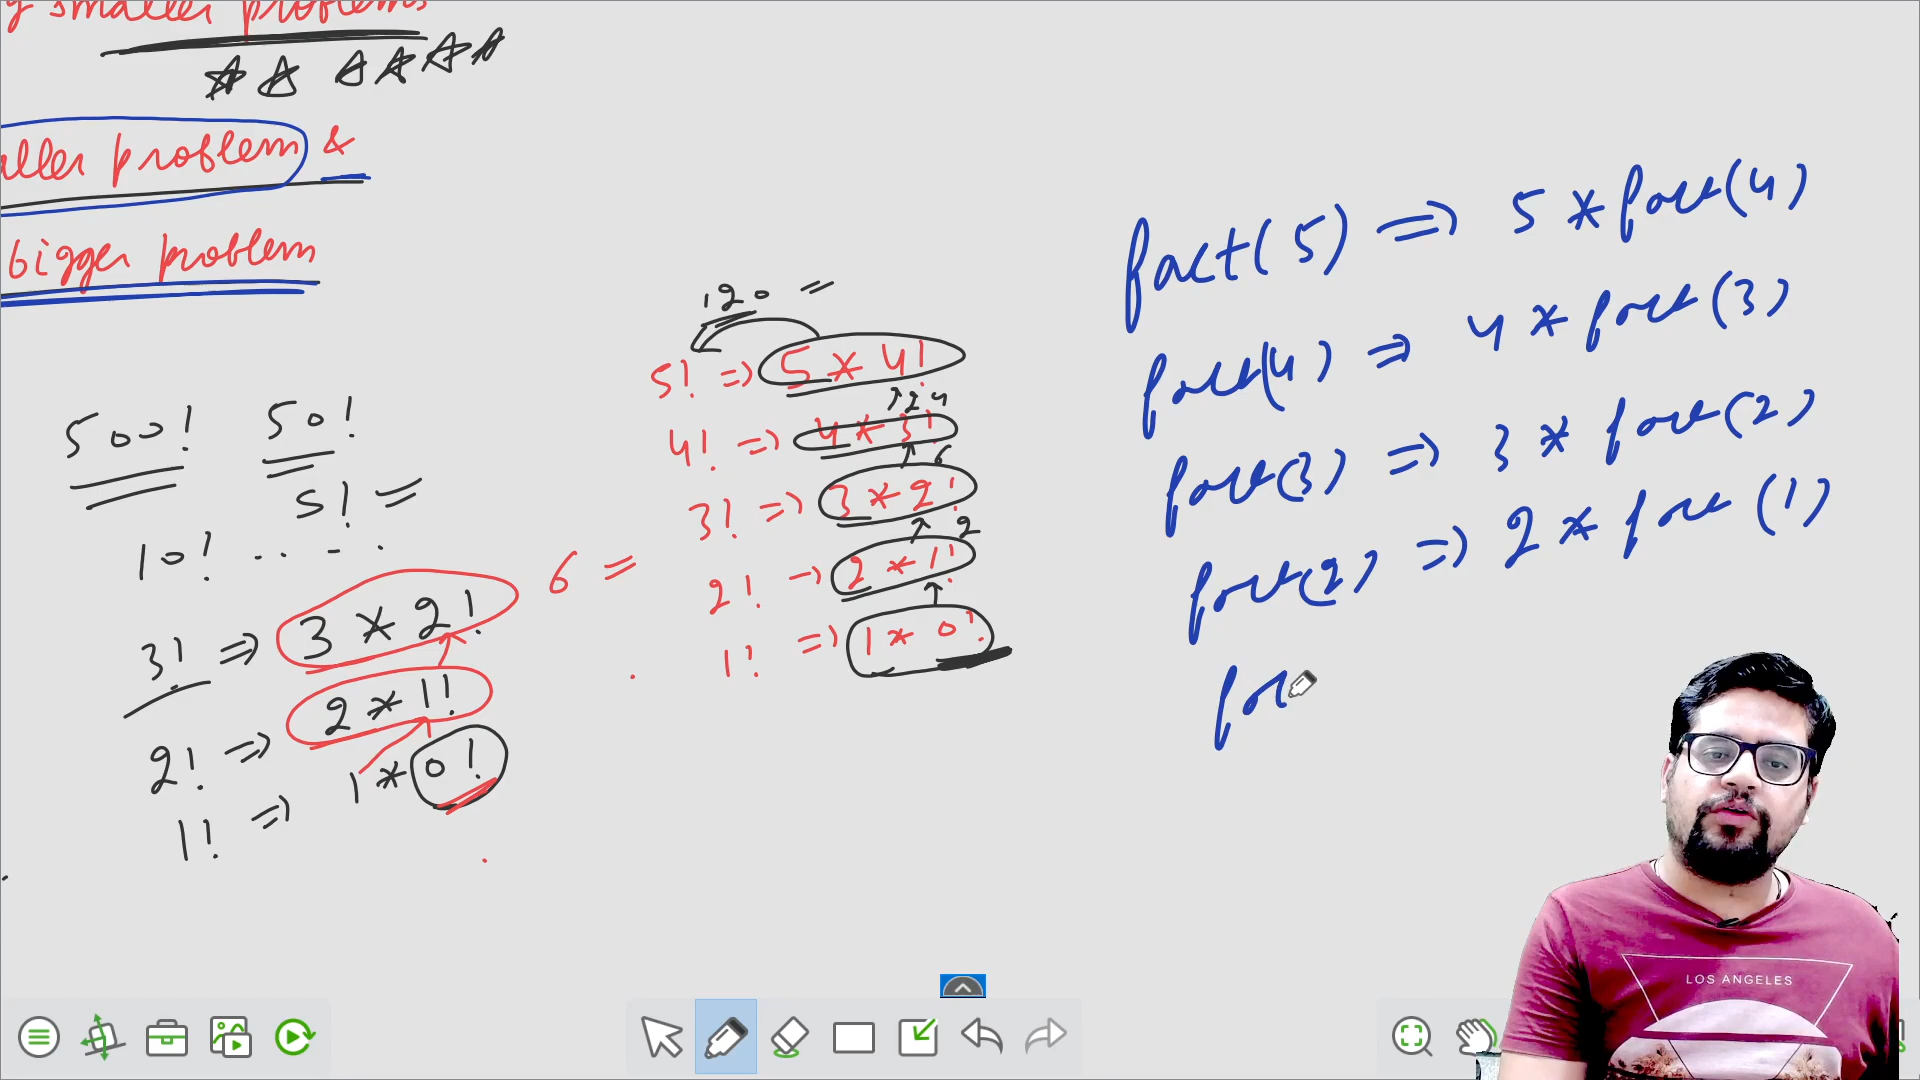 g smaller problems
aller problem &
bigger problem
500! 50!
5! =
10! ....
3! => 3 * 2! 6 =
2! => 2 * 1!
1! => 1 * 0!
120 =
5! => 5 * 4!
24
4! => 4 * 3!
6
3! => 3 * 2!
2
2! -> 2 * 1!
1! => 1 * 0!
fact(5) => 5 * fact(4)
fact(4) => 4 * fact(3)
fact(3) => 3 * fact(2)
fact(2) => 2 * fact(1)
fac
LOS ANGELES